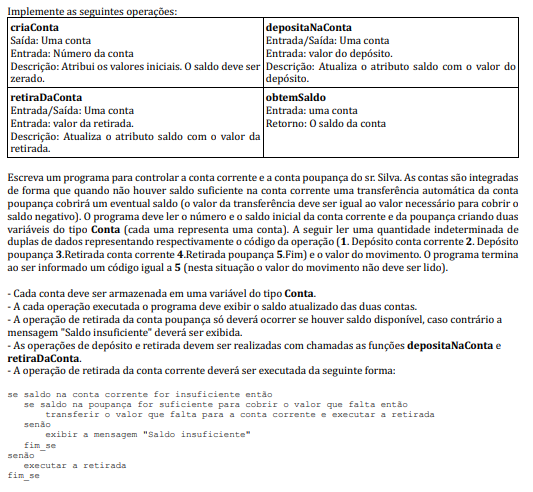 Implemente as seguintes operações:
criaConta
Saída: Uma conta
Entrada: Número da conta
Descrição: Atribui os valores iniciais. O saldo deve ser
zerado.
depositaNaConta
Entrada/Saída: Uma conta
Entrada: valor do depósito.
Descrição: Atualiza o atributo saldo com o valor do
depósito.
retiraDaConta
Entrada/Saída: Uma conta
Entrada: valor da retirada.
Descrição: Atualiza o atributo saldo com o valor da
retirada.
obtemSaldo
Entrada: uma conta
Retorno: O saldo da conta
Escreva um programa para controlar a conta corrente e a conta poupança do sr. Silva. As contas são integradas
de forma que quando não houver saldo suficiente na conta corrente uma transferência automática da conta
poupança cobrirá um eventual saldo (o valor da transferência deve ser igual ao valor necessário para cobrir o
saldo negativo). O programa deve ler o número e o saldo inicial da conta corrente e da poupança criando duas
variáveis do tipo Conta (cada uma representa uma conta). A seguir ler uma quantidade indeterminada de
duplas de dados representando respectivamente o código da operação (1. Depósito conta corrente 2. Depósito
poupança 3.Retirada conta corrente 4.Retirada poupança 5.Fim) e o valor do movimento. O programa termina
ao ser informado um código igual a 5 (nesta situação o valor do movimento não deve ser lido).
- Cada conta deve ser armazenada em uma variável do tipo Conta.
- A cada operação executada o programa deve exibir o saldo atualizado das duas contas.
- A operação de retirada da conta poupança só deverá ocorrer se houver saldo disponível, caso contrário a
mensagem "Saldo insuficiente" deverá ser exibida.
- As operações de depósito e retirada devem ser realizadas com chamadas as funções depositaNaConta e
retiraDaConta.
- A operação de retirada da conta corrente deverá ser executada da seguinte forma:
se saldo na conta corrente for insuficiente então
se saldo na poupança for suficiente para cobrir o valor que falta então
transferir o valor que falta para a conta corrente e executar a retirada
senão
exibir a mensagem "Saldo insuficiente"
fim_se
senão
executar a retirada
fim_se